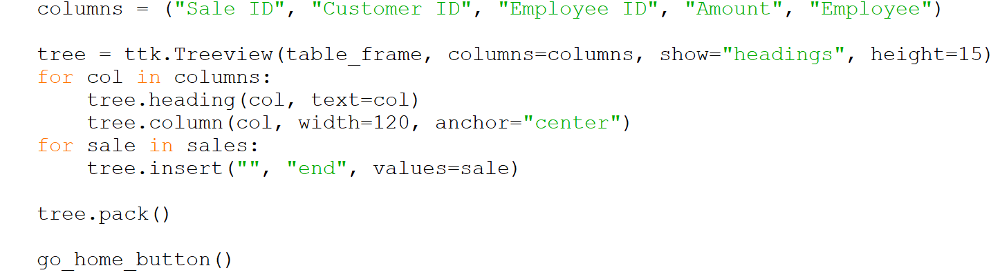 columns = ("Sale ID", "Customer ID", "Employee ID", "Amount", "Employee")
tree = ttk.Treeview(table_frame, columns=columns, show="headings", height=15)
for col in columns:
    tree.heading(col, text=col)
    tree.column(col, width=120, anchor="center")
for sale in sales:
    tree.insert("", "end", values=sale)
tree.pack()
go_home_button()